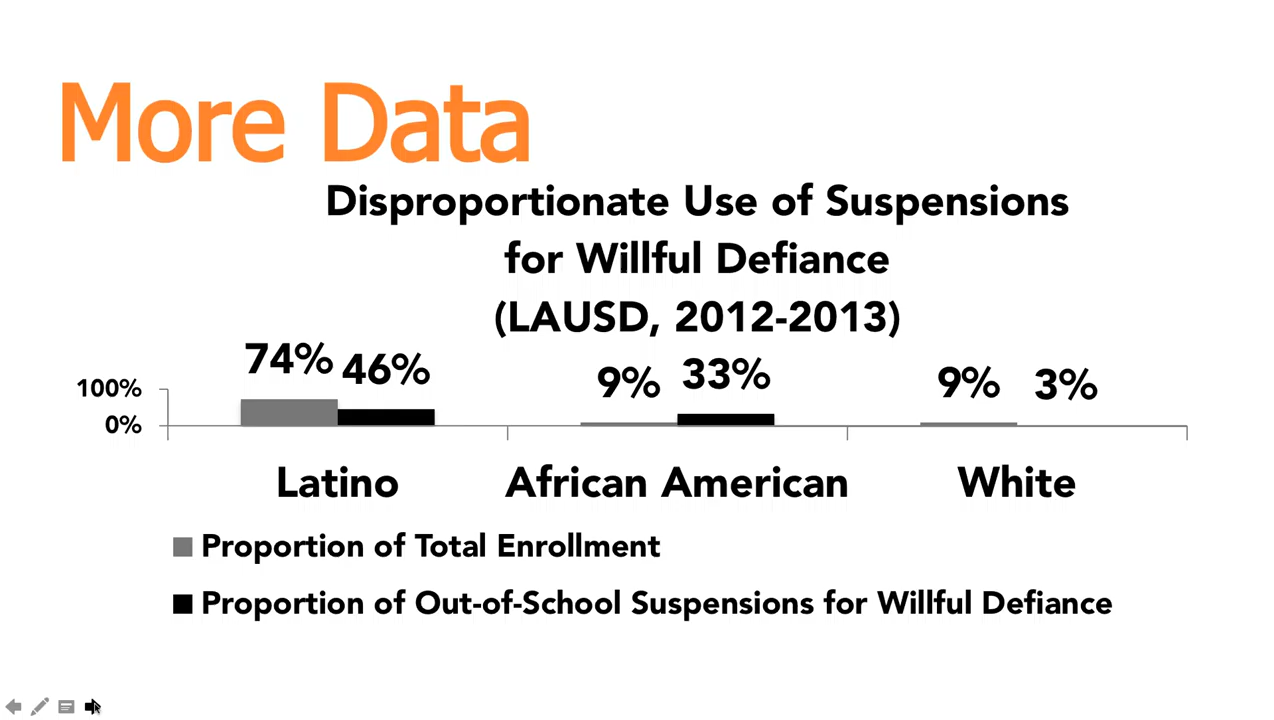 More Data
Disproportionate Use of Suspensions
for Willful Defiance
(LAUSD, 2012-2013)
74% 46% 9% 33% 9% 3%
100%
0%
Latino African American White
Proportion of Total Enrollment
Proportion of Out-of-School Suspensions for Willful Defiance